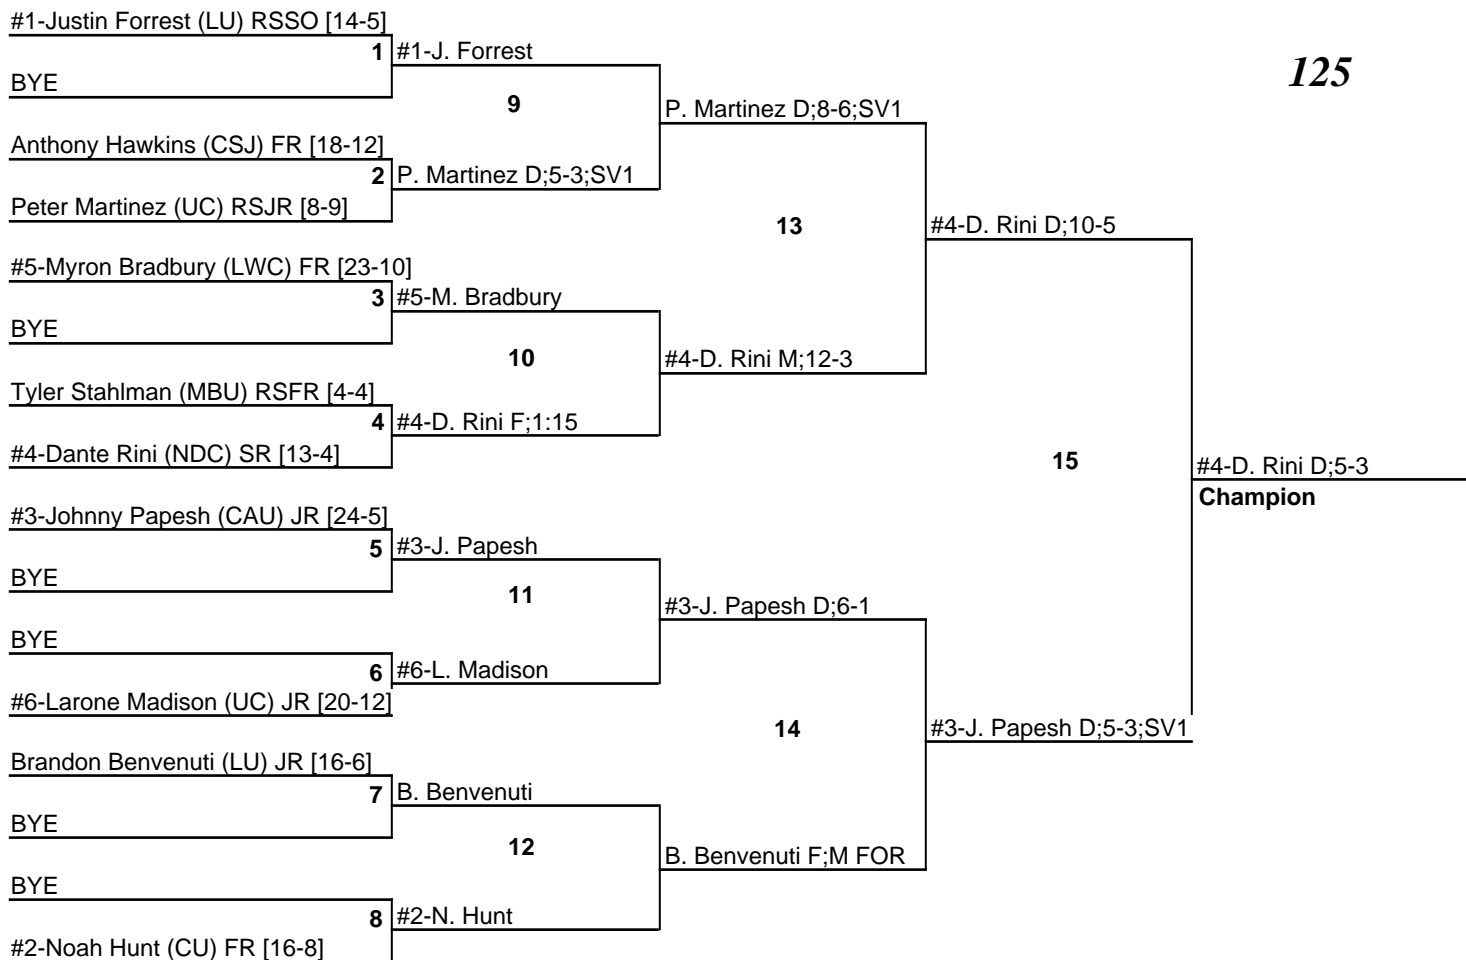 #1-Justin Forrest (LU) RSSO [14-5]
1
#1-J. Forrest
125
BYE
9
P. Martinez D;8-6;SV1
Anthony Hawkins (CSJ) FR [18-12]
2
P. Martinez D;5-3;SV1
Peter Martinez (UC) RSJR [8-9]
13
#4-D. Rini D;10-5
#5-Myron Bradbury (LWC) FR [23-10]
3
#5-M. Bradbury
BYE
10
#4-D. Rini M;12-3
Tyler Stahlman (MBU) RSFR [4-4]
4
#4-D. Rini F;1:15
#4-Dante Rini (NDC) SR [13-4]
15
#4-D. Rini D;5-3
Champion
#3-Johnny Papesh (CAU) JR [24-5]
5
#3-J. Papesh
BYE
11
#3-J. Papesh D;6-1
BYE
6
#6-L. Madison
#6-Larone Madison (UC) JR [20-12]
14
#3-J. Papesh D;5-3;SV1
Brandon Benvenuti (LU) JR [16-6]
7
B. Benvenuti
BYE
12
B. Benvenuti F;M FOR
BYE
8
#2-N. Hunt
#2-Noah Hunt (CU) FR [16-8]